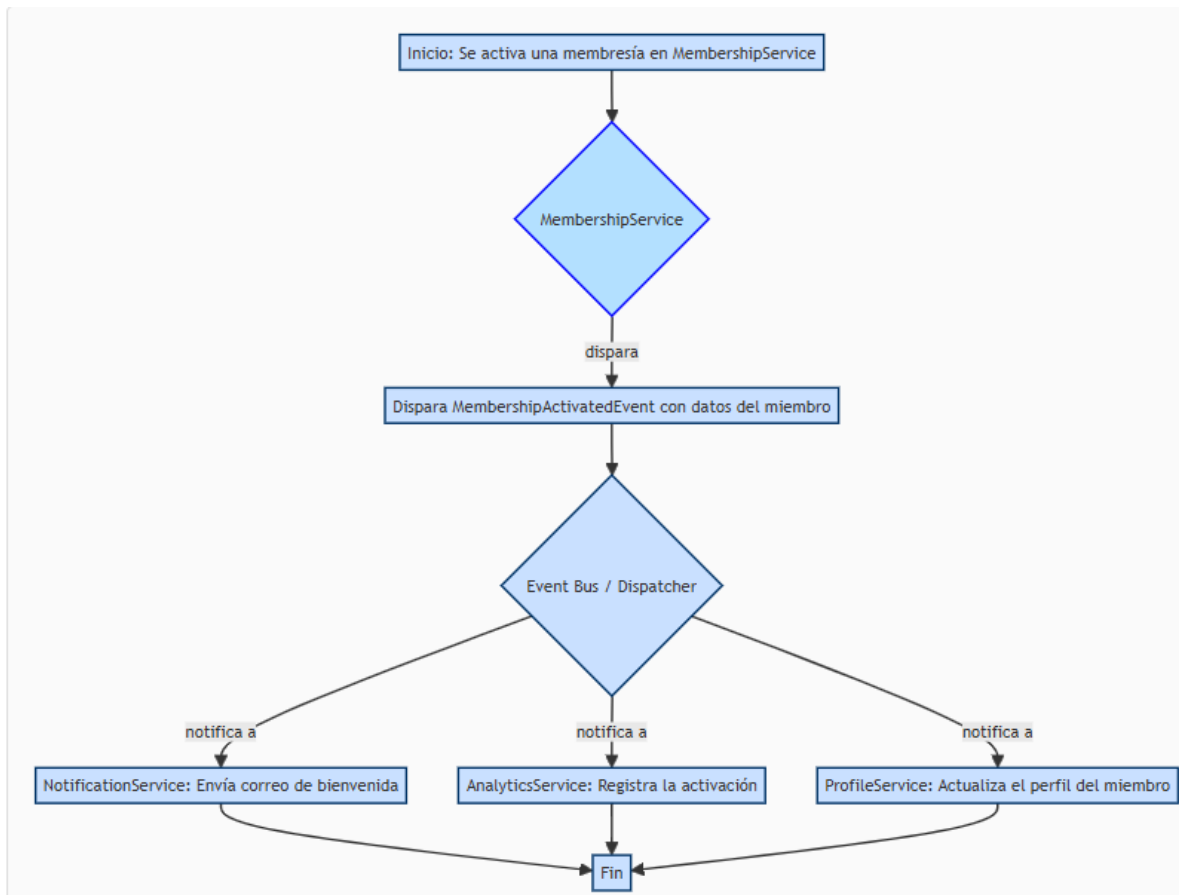 Inicio: Se activa una membresía en MembershipService
MembershipService
dispara
Dispara MembershipActivatedEvent con datos del miembro
Event Bus / Dispatcher
notifica a
notifica a
notifica a
NotificationService: Envía correo de bienvenida
AnalyticsService: Registra la activación
ProfileService: Actualiza el perfil del miembro
Fin